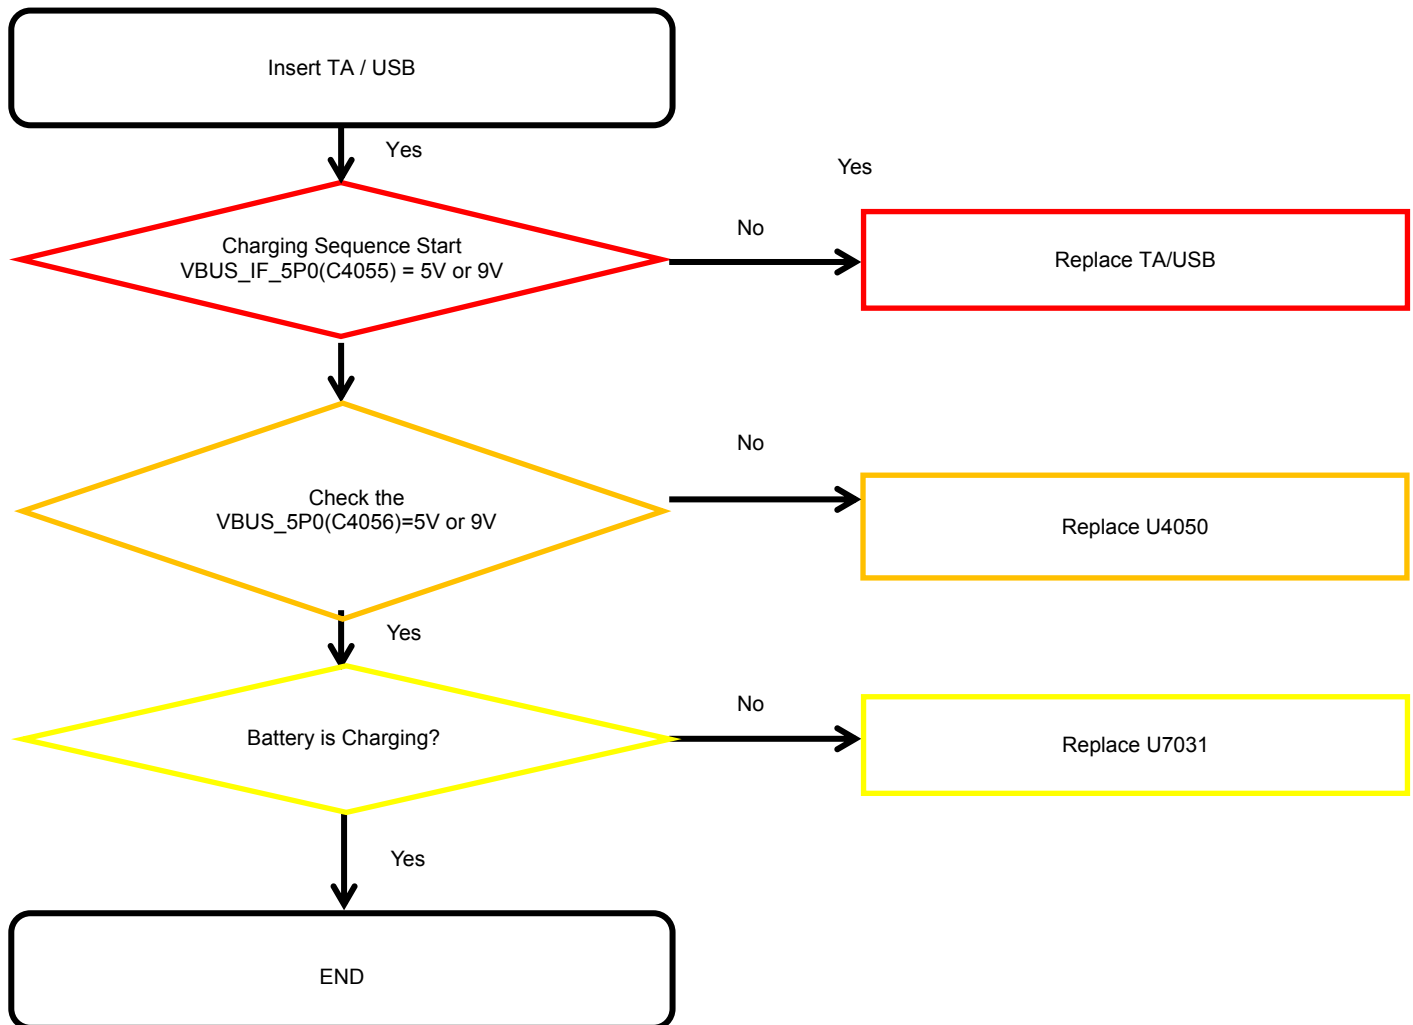 Insert TA / USB
Yes
Yes
Charging Sequence Start
VBUS_IF_5P0(C4055) = 5V or 9V
No
Replace TA/USB
Check the
VBUS_5P0(C4056)=5V or 9V
No
Replace U4050
Yes
Battery is Charging?
No
Replace U7031
Yes
END